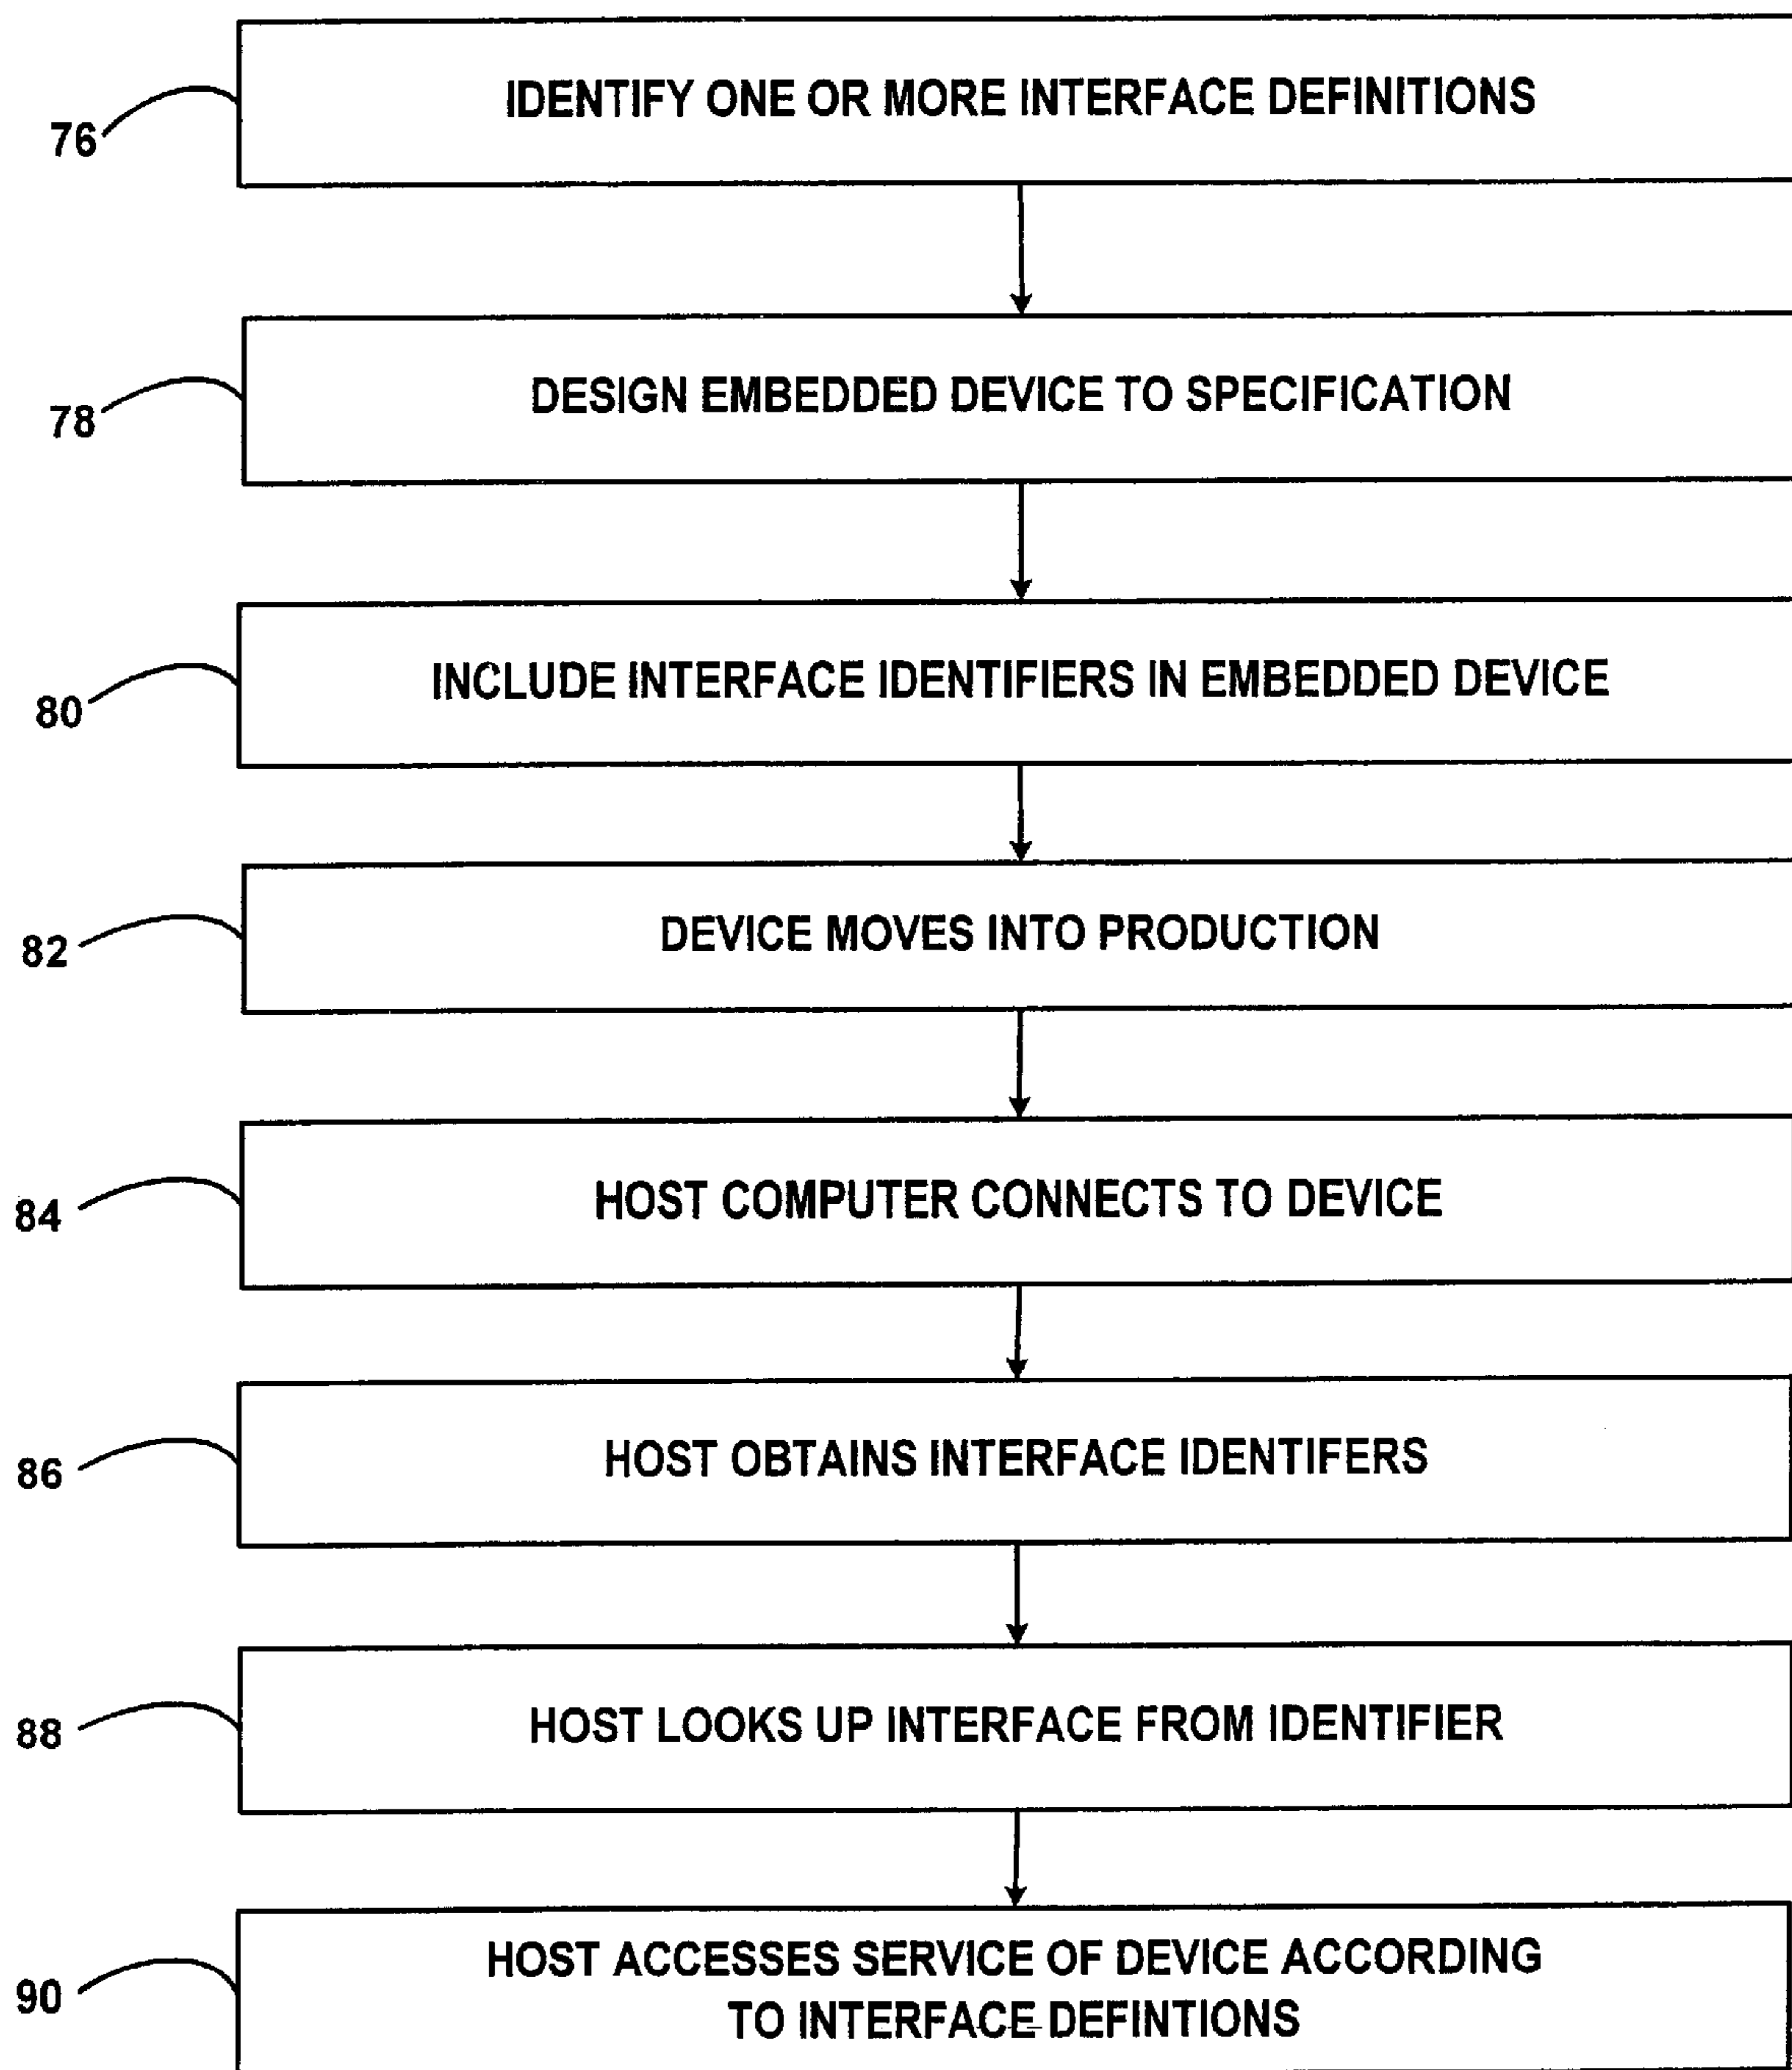 IDENTIFY ONE OR MORE INTERFACE DEFINITIONS
76
DESIGN EMBEDDED DEVICE TO SPECIFICATION
78
INCLUDE INTERFACE IDENTIFIERS IN EMBEDDED DEVICE
80
DEVICE MOVES INTO PRODUCTION
82
HOST COMPUTER CONNECTS TO DEVICE
84
HOST OBTAINS INTERFACE IDENTIFERS
86
HOST LOOKS UP INTERFACE FROM IDENTIFIER
88
HOST ACCESSES SERVICE OF DEVICE ACCORDING
TO INTERFACE DEFINTIONS
90